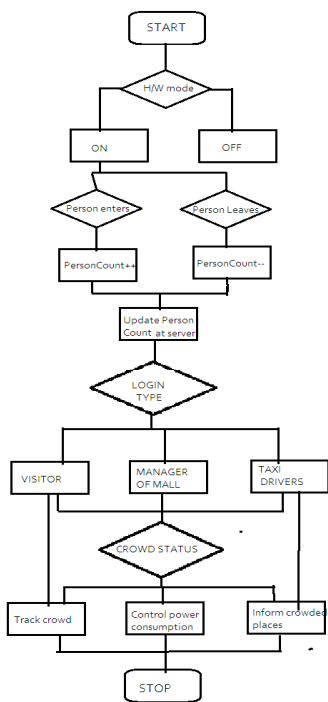 START
H/W mode
ON
OFF
Person enters
Person Leaves
PersonCount++
PersonCount--
Update Person
Count at server
LOGIN
TYPE
VISITOR
MANAGER
OF MALL
TAXI
DRIVERS
CROWD STATUS
Track crowd
Control power
consumption
Inform crowded
places
STOP